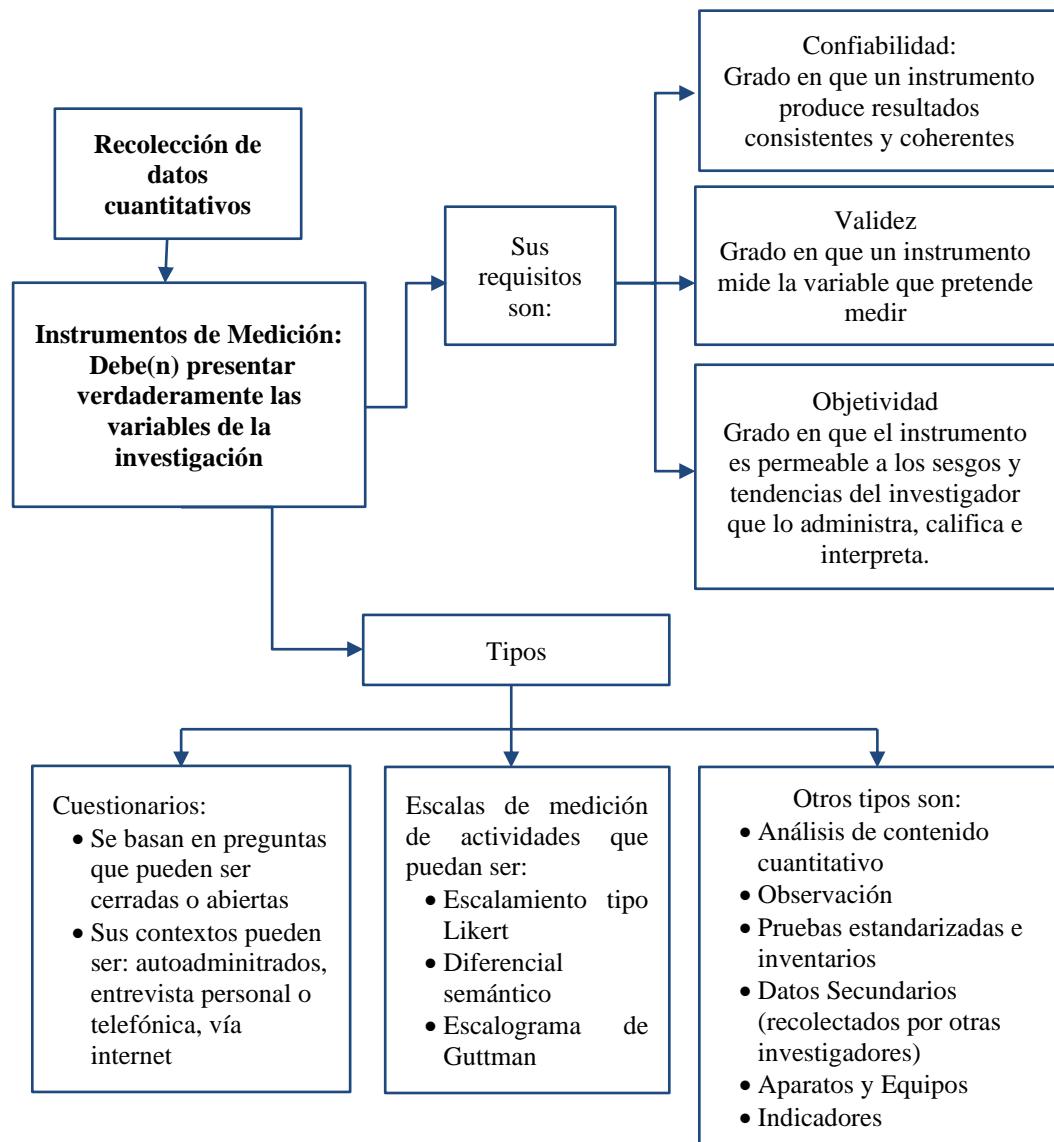 Recolección de
datos
cuantitativos
Instrumentos de Medición:
Debe(n) presentar
verdaderamente las
variables de la
investigación
Sus
requisitos
son:
Confiabilidad:
Grado en que un instrumento
produce resultados
consistentes y coherentes
Validez
Grado en que un instrumento
mide la variable que pretende
medir
Objetividad
Grado en que el instrumento
es permeable a los sesgos y
tendencias del investigador
que lo administra, califica e
interpreta.
Tipos
Cuestionarios:
• Se basan en preguntas
que pueden ser
cerradas o abiertas
• Sus contextos pueden
ser: autoadminitrados,
entrevista personal o
telefónica, vía
internet
Escalas de medición
de actividades que
puedan ser:
• Escalamiento tipo
Likert
• Diferencial
semántico
• Escalograma de
Guttman
Otros tipos son:
• Análisis de contenido
cuantitativo
• Observación
• Pruebas estandarizadas e
inventarios
• Datos Secundarios
(recolectados por otras
investigadores)
• Aparatos y Equipos
• Indicadores